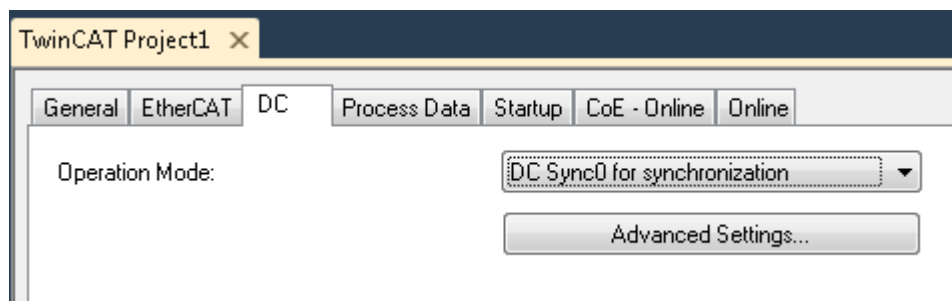 TwinCAT Project1
General EtherCAT DC Process Data Startup CoE - Online Online
Operation Mode: DC Sync0 for synchronization
Advanced Settings...